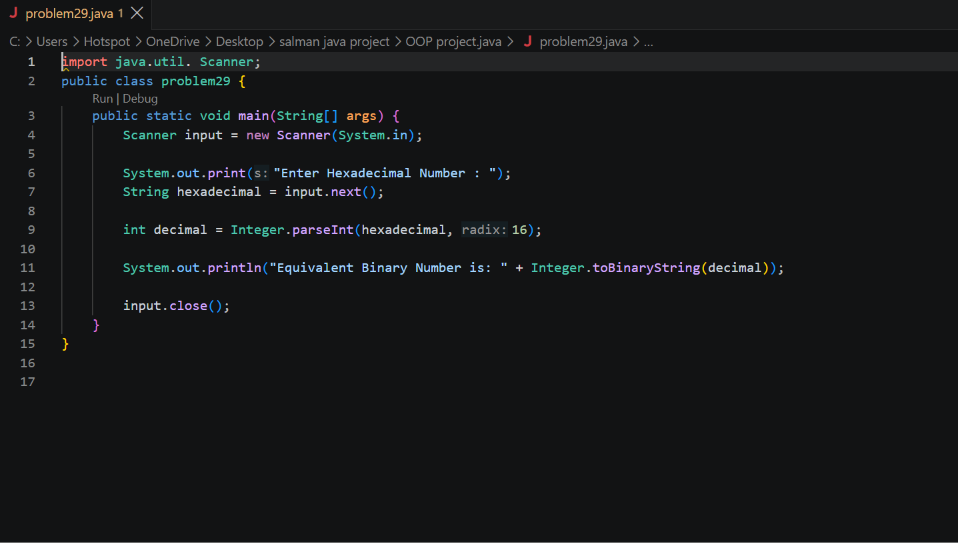 J problem29.java 1 ×
C: > Users > Hotspot > OneDrive > Desktop > salman java project > OOP project.java > J problem29.java > ...
1 import java.util. Scanner;
2 public class problem29 {
Run | Debug
3 public static void main(String[] args) {
4 Scanner input = new Scanner(System.in);
5
6 System.out.print(s: "Enter Hexadecimal Number : ");
7 String hexadecimal = input.next();
8
9 int decimal = Integer.parseInt(hexadecimal, radix: 16);
10
11 System.out.println("Equivalent Binary Number is: " + Integer.toBinaryString(decimal));
12
13 input.close();
14 }
15 }
16
17